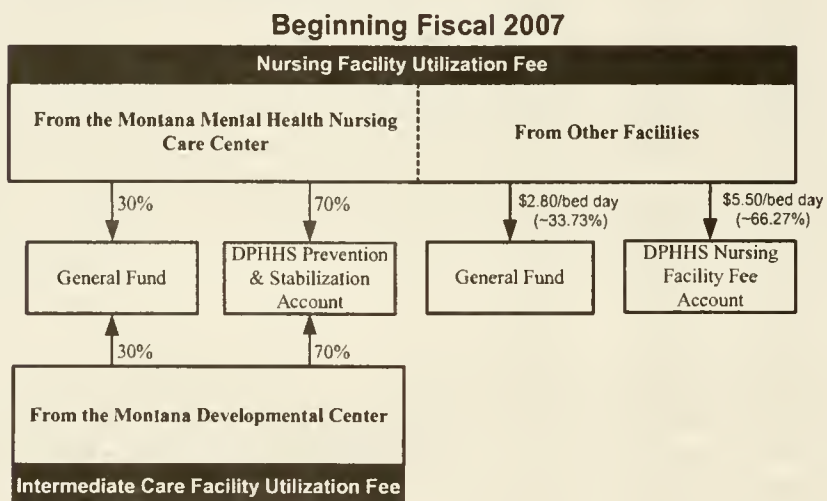 Beginning Fiscal 2007
Nursing Facility Utilization Fee
From the Montana Mental Health Nursing
Care Center
From Other Facilities
30%
70%
$2.80/bed day
(~33.73%)
$5.50/bed day
(~66.27%)
General Fund
DPHHS Prevention
& Stabilization
Account
General Fund
DPHHS Nursing
Facility Fee
Account
30%
70%
From the Montana Developmental Center
Intermediate Care Facility Utilization Fee